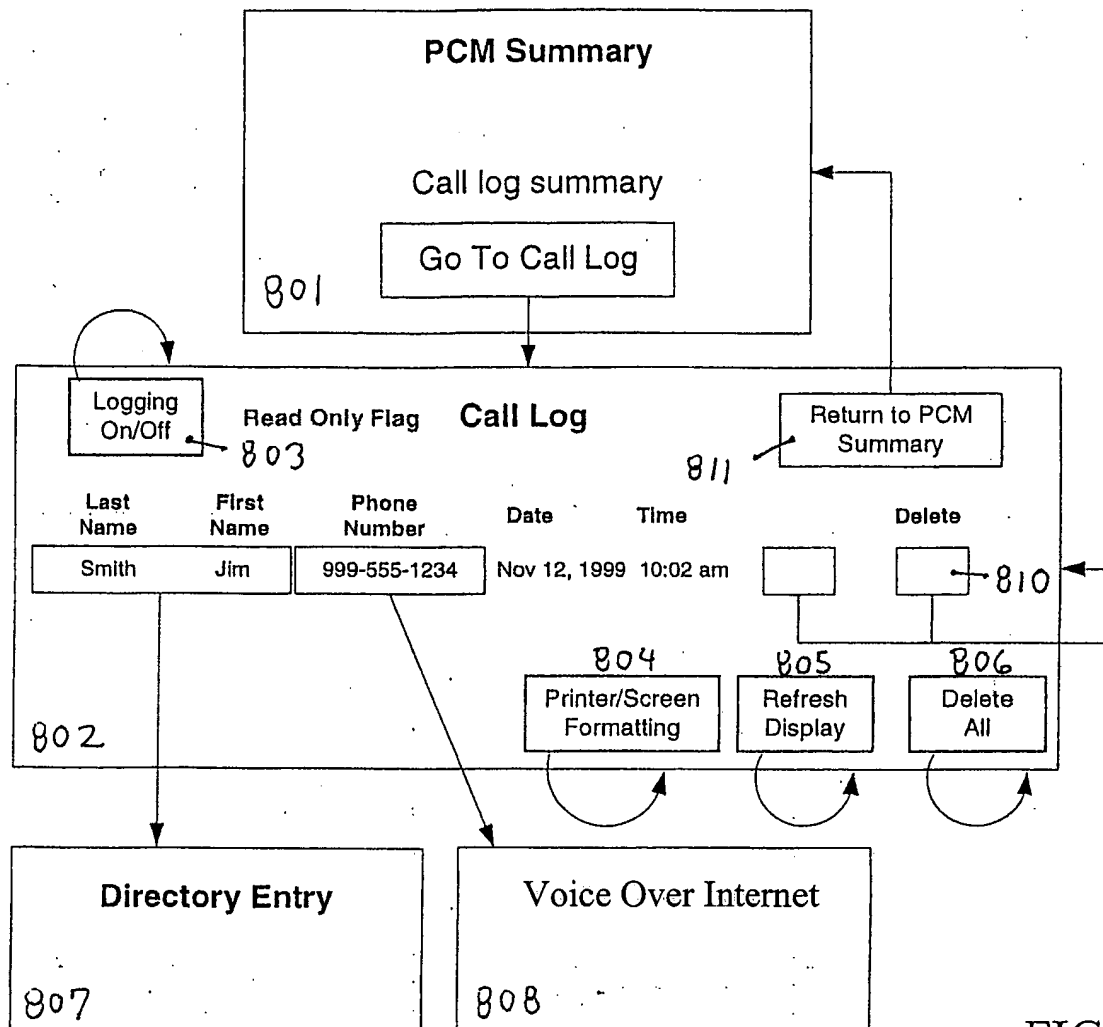 PCM Summary
Call log summary
Go To Call Log
801
Logging
On/Off
Read Only Flag
803
Call Log
Return to PCM
Summary
811
Last
Name
First
Name
Phone
Number
Date
Time
Delete
Smith
Jim
999-555-1234
Nov 12, 1999
10:02 am
810
804
805
806
Printer/Screen
Formatting
Refresh
Display
Delete
All
802
Directory Entry
Voice Over Internet
807
808
FIG